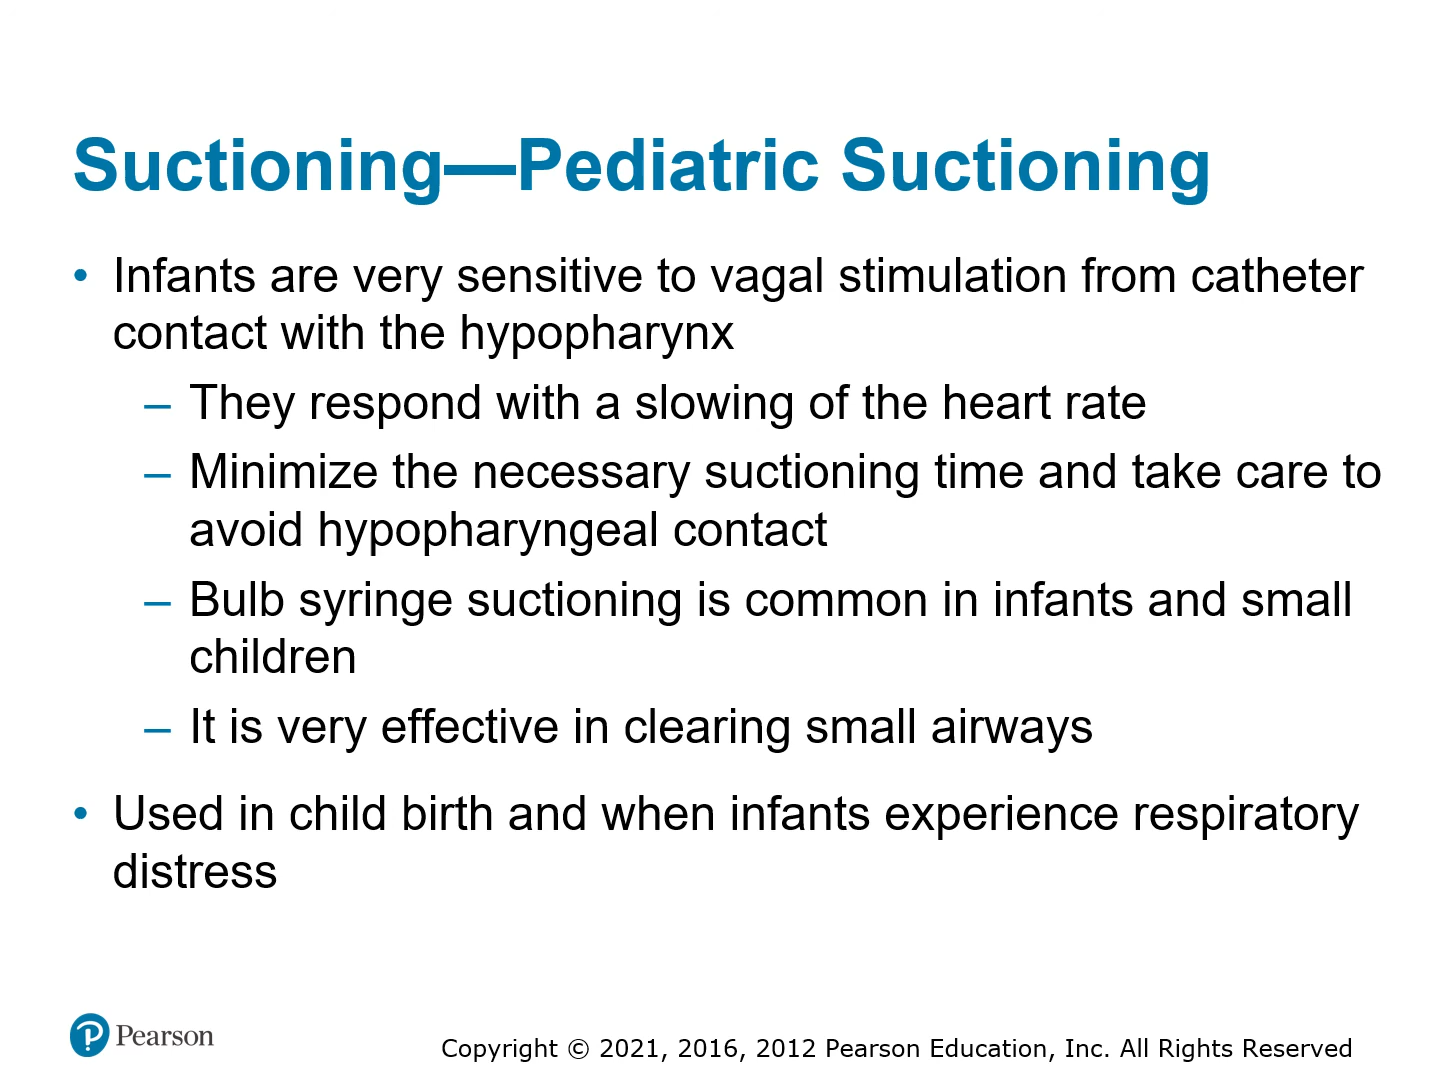 Suctioning—Pediatric Suctioning
• Infants are very sensitive to vagal stimulation from catheter
contact with the hypopharynx
– They respond with a slowing of the heart rate
– Minimize the necessary suctioning time and take care to
avoid hypopharyngeal contact
– Bulb syringe suctioning is common in infants and small
children
– It is very effective in clearing small airways
• Used in child birth and when infants experience respiratory
distress
P Pearson
Copyright © 2021, 2016, 2012 Pearson Education, Inc. All Rights Reserved